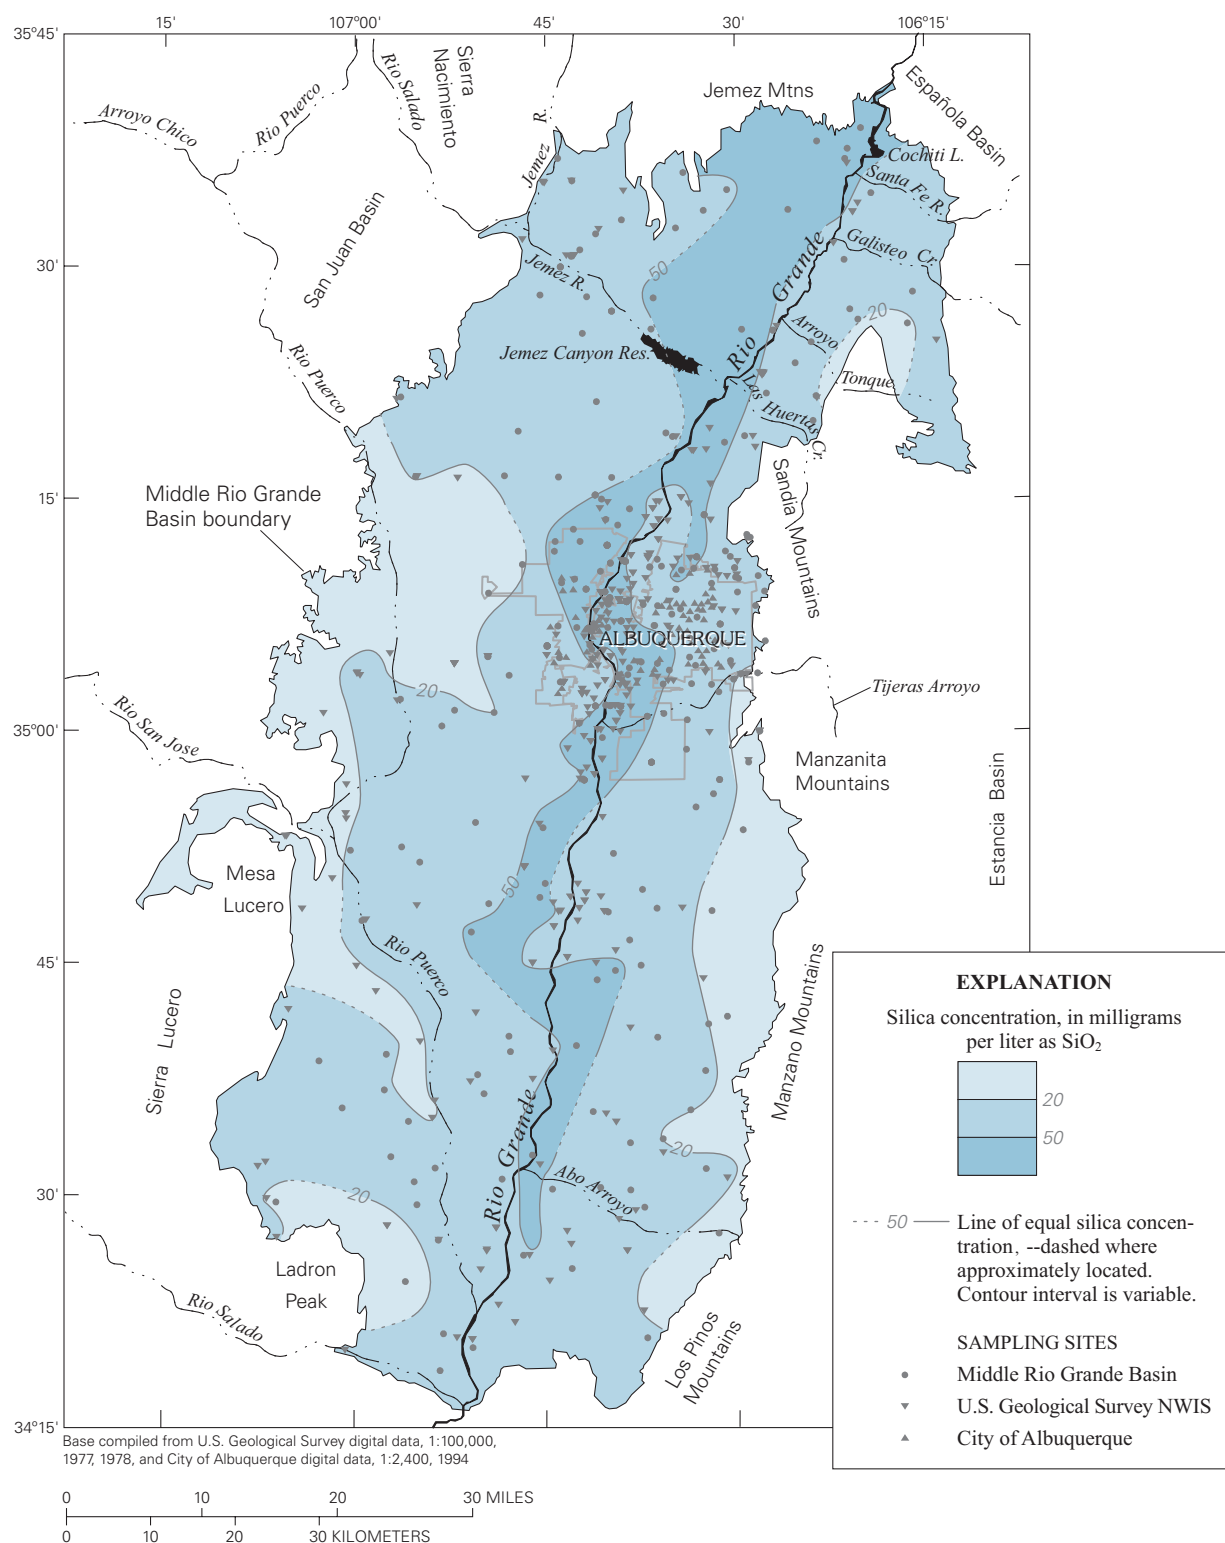 15'
107°00'
45'
30'
106°15'
35°45'
Sierra
Nacimiento
Rio Salado
Jemez R.
Jemez Mtns
Española Basin
Rio Puerco
Arroyo Chico
Cochiti L.
Santa Fe R.
San Juan Basin
Galisteo Cr.
30'
Jemez R.
50
Rio Grande
20
Arroyo
Tonque
Jemez Canyon Res.
Rio Puerco
Las Huertas Cr.
15'
Middle Rio Grande
Basin boundary
Sandia Mountains
ALBUQUERQUE
20
Tijeras Arroyo
Rio San Jose
35°00'
Manzanita
Mountains
Estancia Basin
Mesa
Lucero
50
Rio Puerco
45'
Sierra Lucero
Manzano Mountains
Rio Grande
20
Abo Arroyo
30'
20
Ladron
Peak
Rio Salado
Los Pinos
Mountains
34°15'
EXPLANATION
Silica concentration, in milligrams
per liter as SiO₂
20
50
50
Line of equal silica concen-
tration, --dashed where
approximately located.
Contour interval is variable.
SAMPLING SITES
Middle Rio Grande Basin
U.S. Geological Survey NWIS
City of Albuquerque
Base compiled from U.S. Geological Survey digital data, 1:100,000,
1977, 1978, and City of Albuquerque digital data, 1:2,400, 1994
0 10 20 30 MILES
0 10 20 30 KILOMETERS